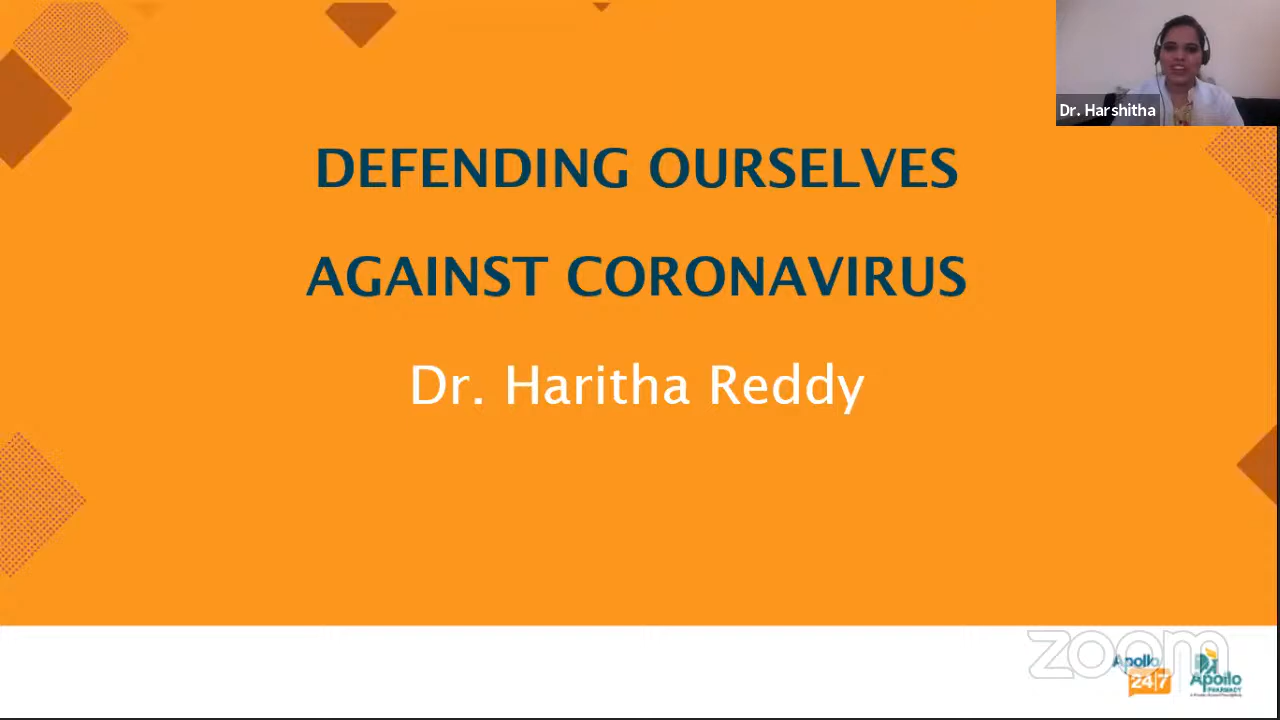 Dr. Harshitha
DEFENDING OURSELVES
AGAINST CORONAVIRUS
Dr. Haritha Reddy
zoom
Apollo
24|7
Apollo
PHARMACY